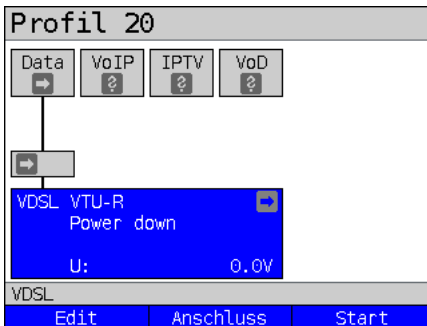 Profil 20
Data VoIP IPTV VoD
? ? ?
VDSL VTU-R
Power down
U: 0.0V
VDSL
Edit Anschluss Start